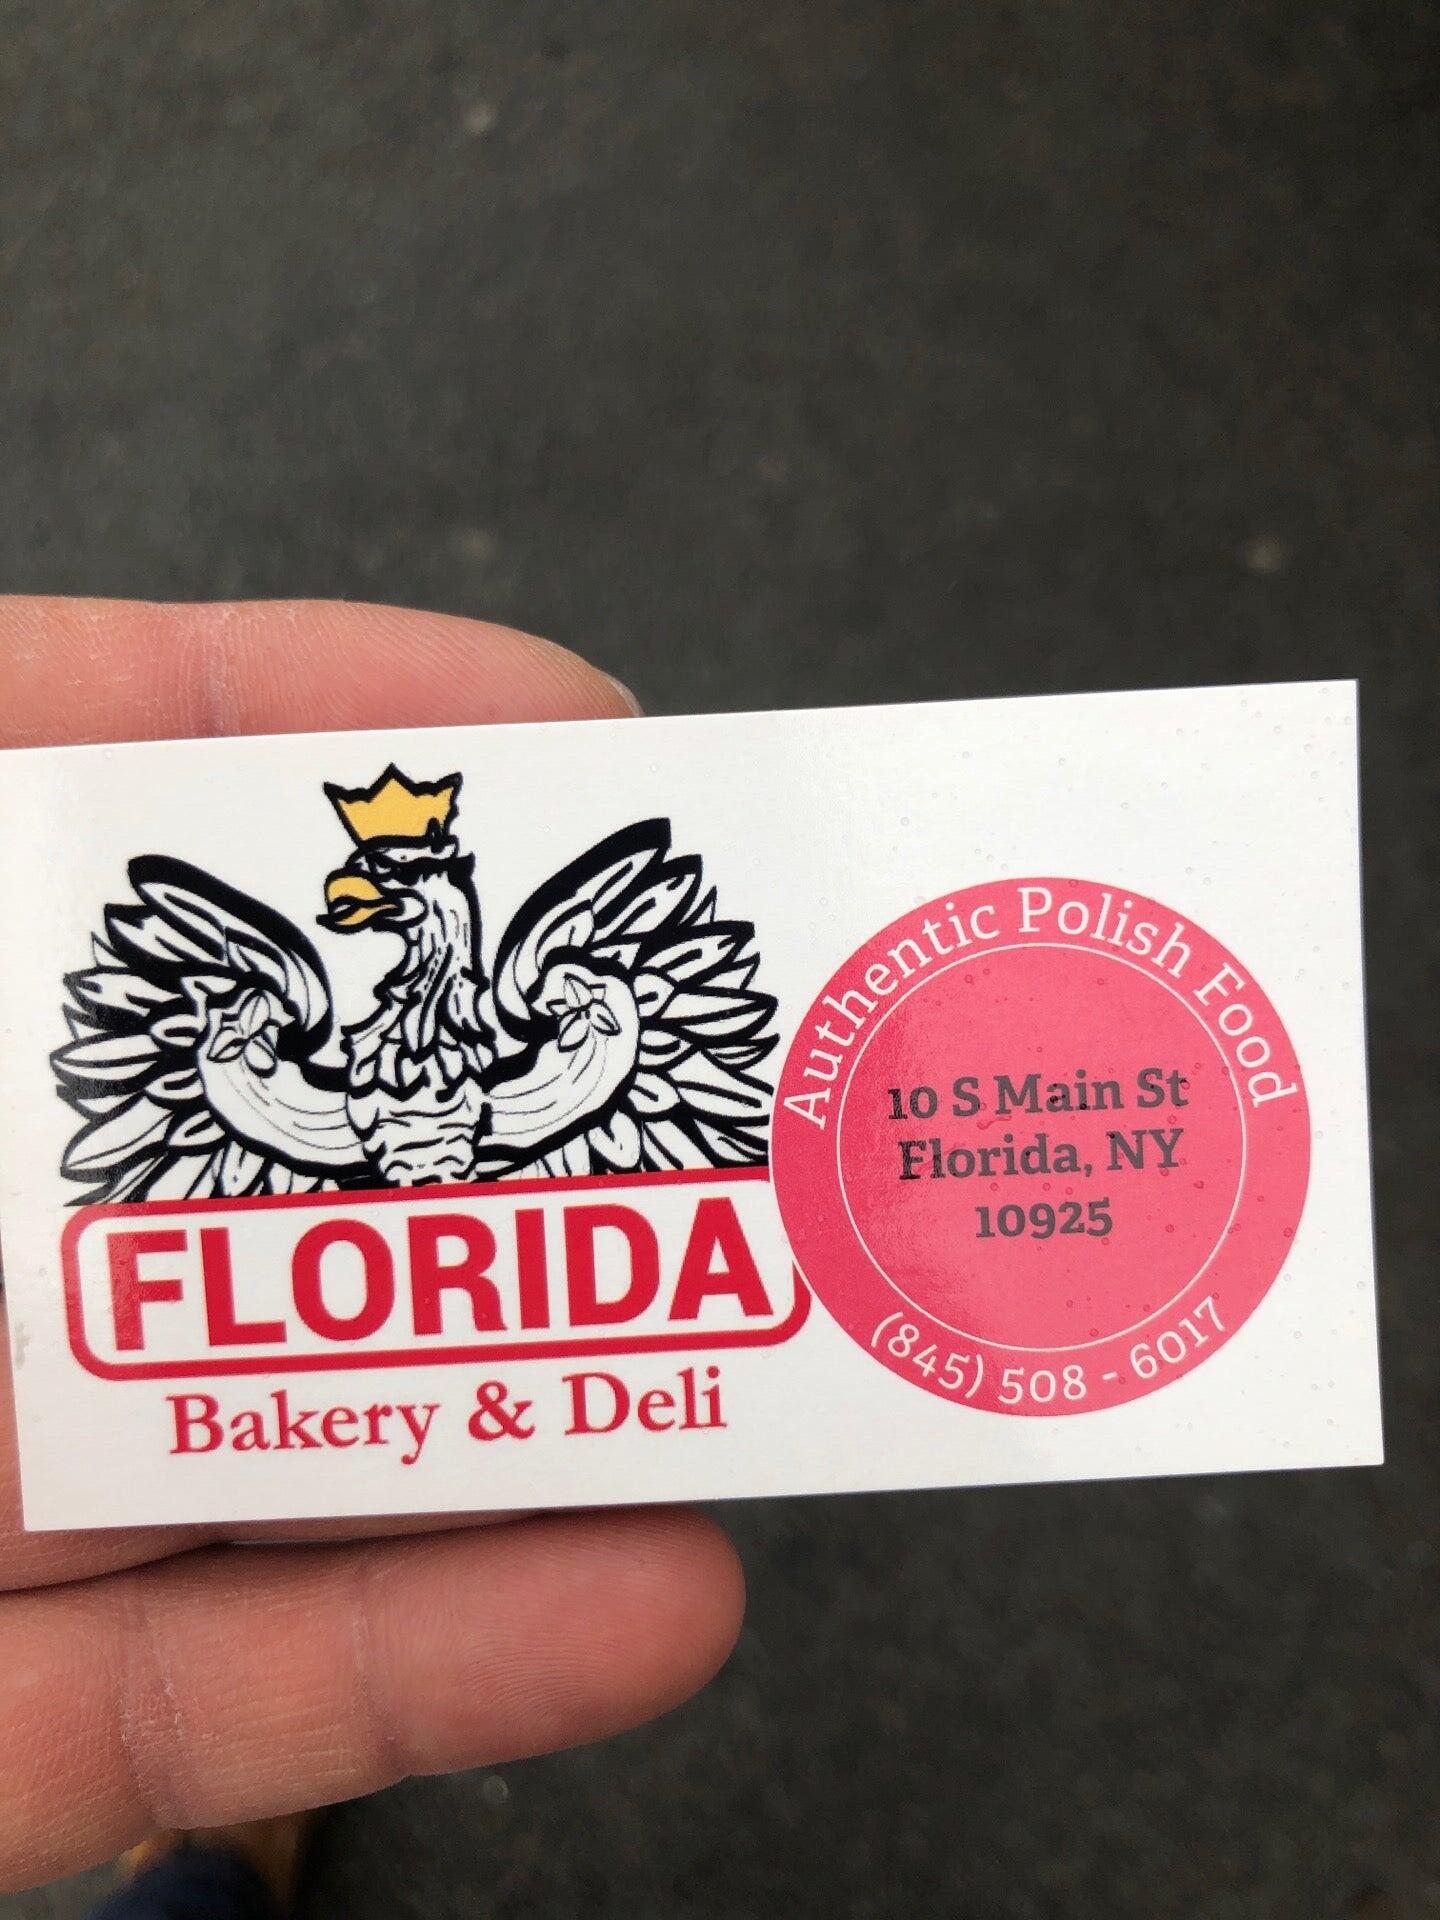 FLORIDA
Bakery & Deli
Authentic Polish Food
10 S Main St
Florida, NY
10925
(845) 508 - 6017